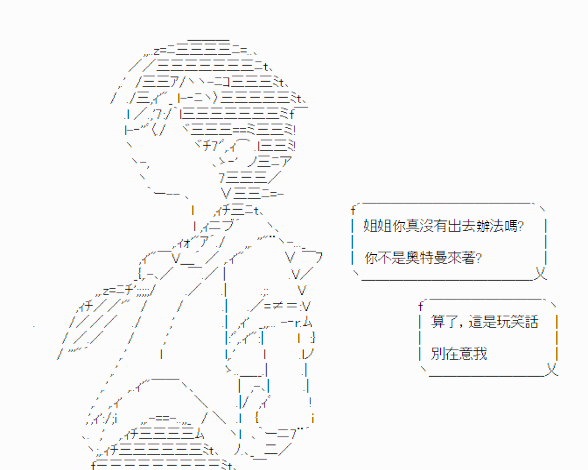 姐姐你真沒有出去辦法嗎?
你不是奧特曼來著?
算了，這是玩笑話
別在意我